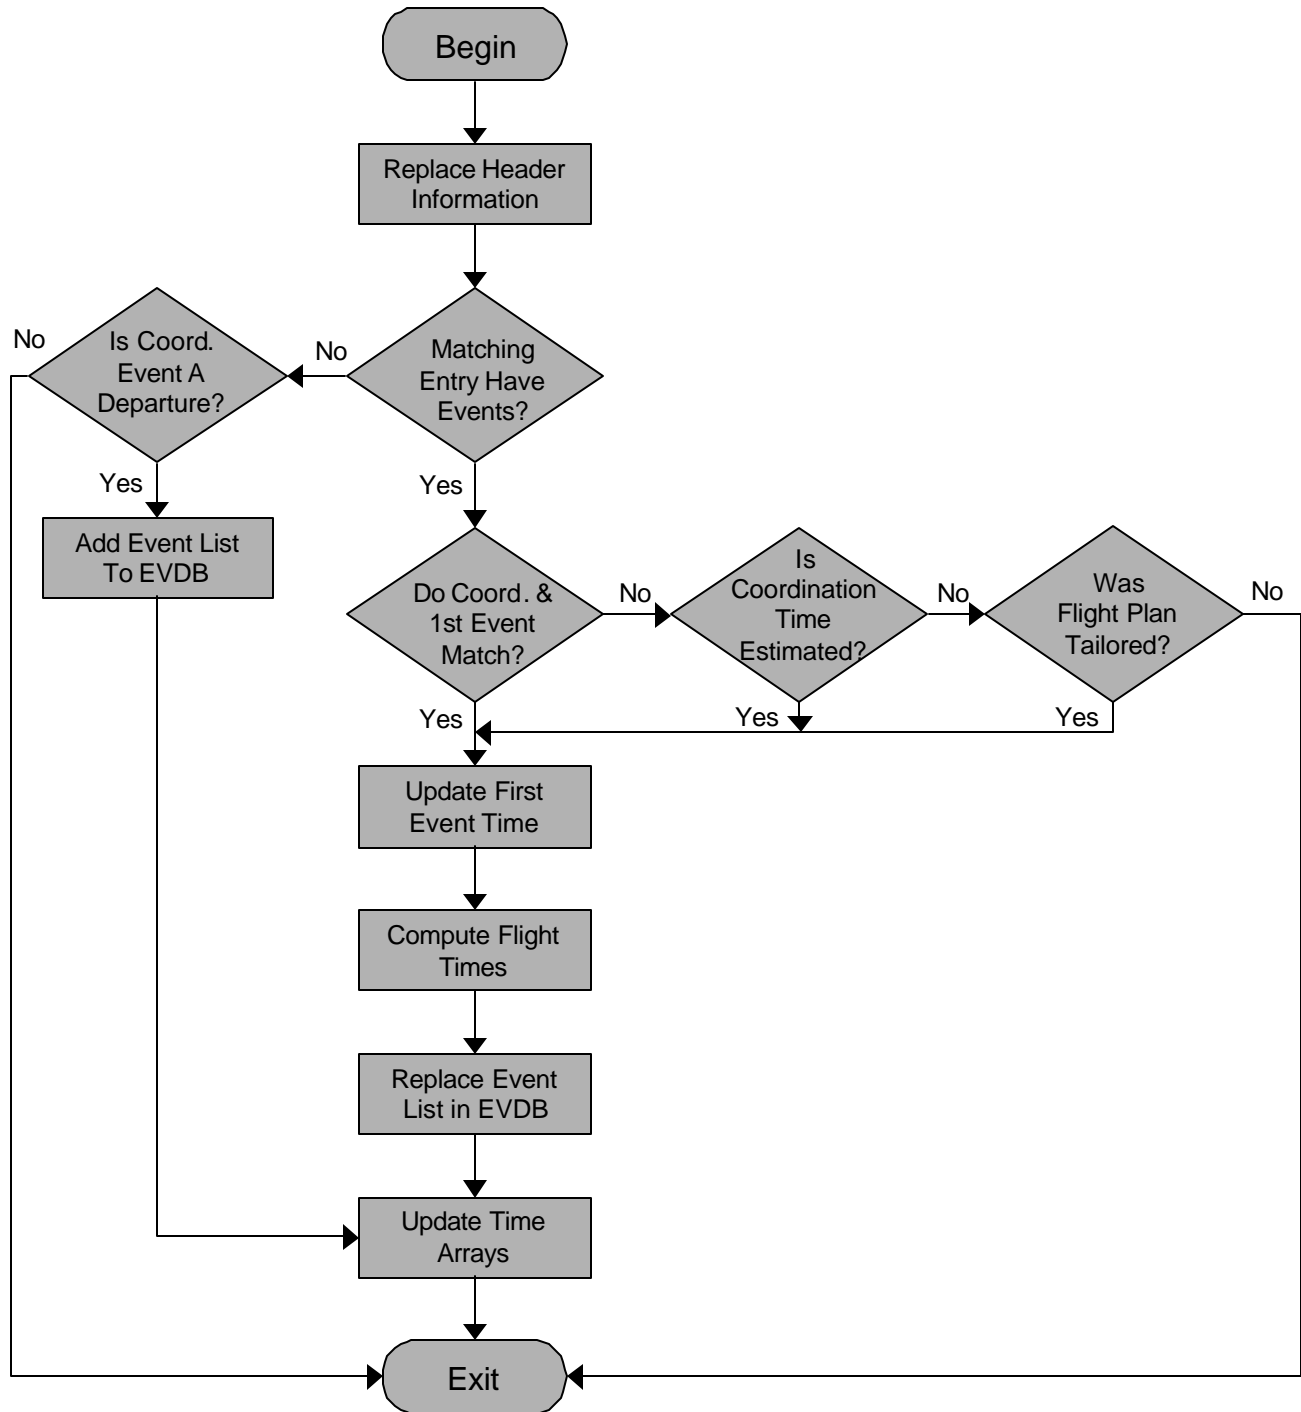 Begin
Replace Header
Information
No
Is Coord.
Event A
Departure?
No
Matching
Entry Have
Events?
Yes
Yes
Add Event List
To EVDB
Do Coord. &
1st Event
Match?
No
Is
Coordination
Time
Estimated?
No
Was
Flight Plan
Tailored?
No
Yes
Yes
Yes
Update First
Event Time
Compute Flight
Times
Replace Event
List in EVDB
Update Time
Arrays
Exit